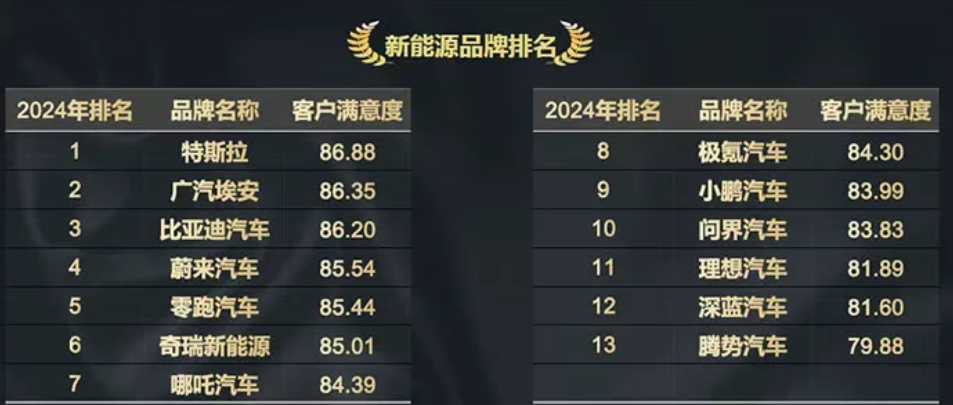 新能源品牌排名
2024年排名 品牌名称 客户满意度
1 特斯拉 86.88
2 广汽埃安 86.35
3 比亚迪汽车 86.20
4 蔚来汽车 85.54
5 零跑汽车 85.44
6 奇瑞新能源 85.01
7 哪吒汽车 84.39
2024年排名 品牌名称 客户满意度
8 极氪汽车 84.30
9 小鹏汽车 83.99
10 问界汽车 83.83
11 理想汽车 81.89
12 深蓝汽车 81.60
13 腾势汽车 79.88